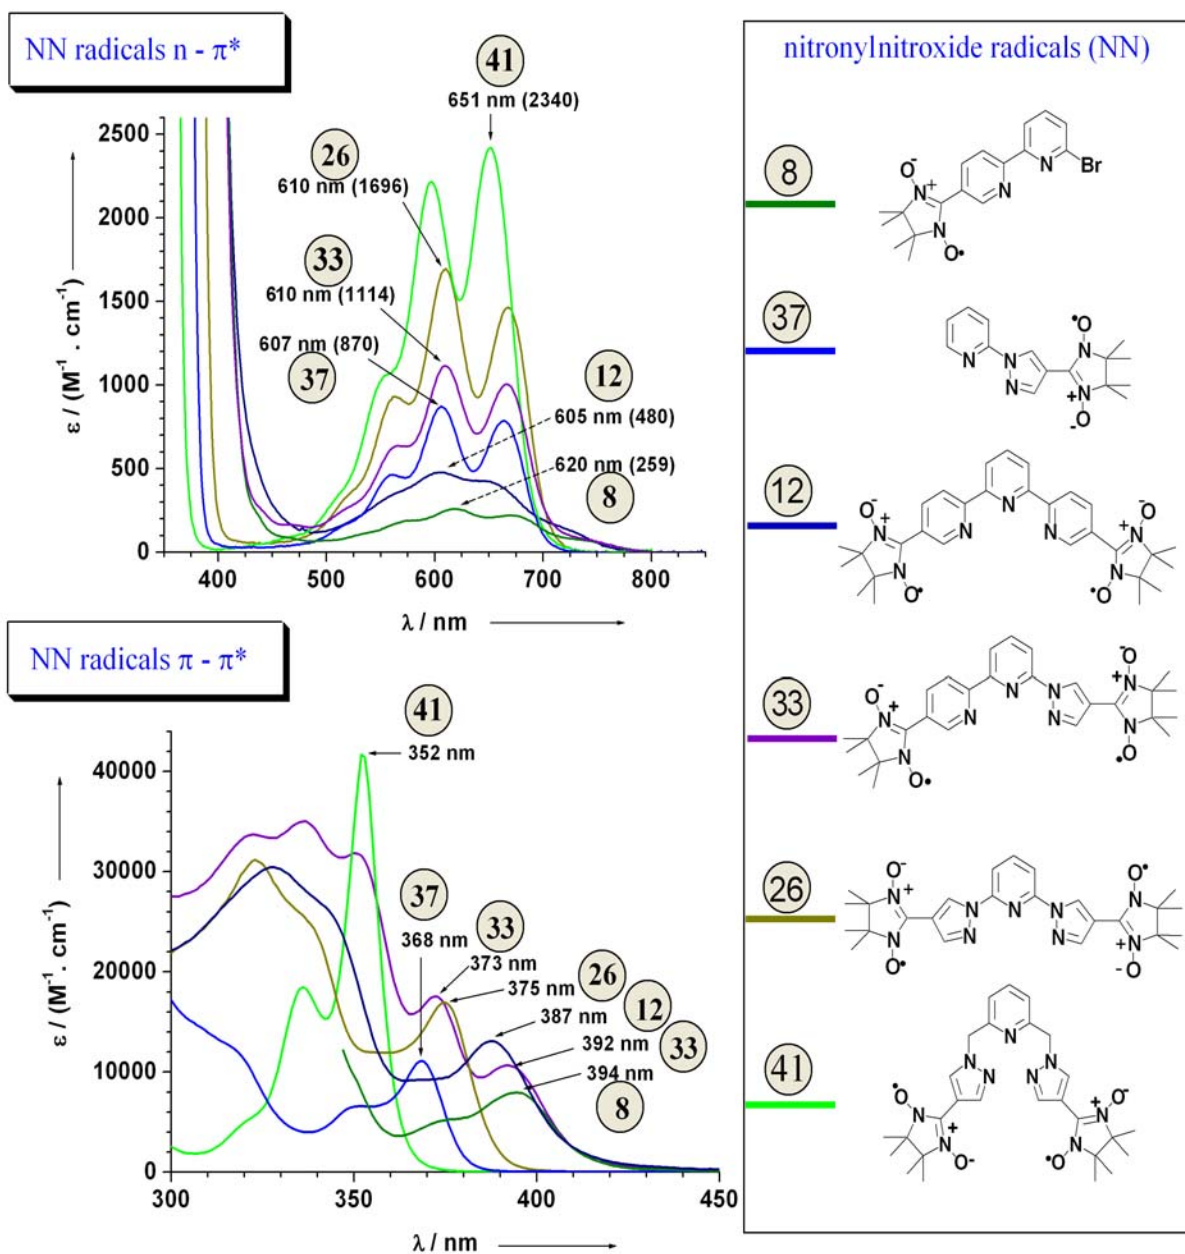 NN radicals n - π*
41
651 nm (2340)
26
610 nm (1696)
33
610 nm (1114)
607 nm (870)
37
12
605 nm (480)
620 nm (259)
8
ε / (M⁻¹ . cm⁻¹)
2500
2000
1500
1000
500
0
400 500 600 700 800
λ / nm
NN radicals π - π*
41
352 nm
37
368 nm
33
373 nm
375 nm
26
387 nm
12
392 nm
33
394 nm
8
ε / (M⁻¹ . cm⁻¹)
40000
30000
20000
10000
0
300 350 400 450
λ / nm
nitronylnitroxide radicals (NN)
8
O⁻
N⁺
N
O•
N
N
Br
37
N
N
N
•O
N
N⁺
⁻O
12
O⁻
N⁺
N
O•
N
N
N
⁻O
N⁺
N
•O
33
O⁻
N⁺
N
O•
N
N
N
N
⁻O
N⁺
N
•O
26
O⁻
N⁺
N
O•
N
N
N
N
N
O•
N
N⁺
⁻O
41
N
N
N
N
N
•O
N
N⁺
O⁻
O⁻
N⁺
N
•O